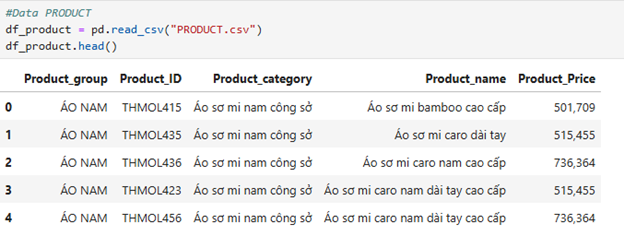 #Data PRODUCT
df_product = pd.read_csv("PRODUCT.csv")
df_product.head()
Product_group Product_ID Product_category Product_name Product_Price
0 ÁO NAM THMOL415 Áo sơ mi nam công sở Áo sơ mi bamboo cao cấp 501,709
1 ÁO NAM THMOL435 Áo sơ mi nam công sở Áo sơ mi caro dài tay 515,455
2 ÁO NAM THMOL436 Áo sơ mi nam công sở Áo sơ mi caro nam cao cấp 736,364
3 ÁO NAM THMOL423 Áo sơ mi nam công sở Áo sơ mi caro nam dài tay cao cấp 515,455
4 ÁO NAM THMOL456 Áo sơ mi nam công sở Áo sơ mi caro nam dài tay cao cấp 736,364